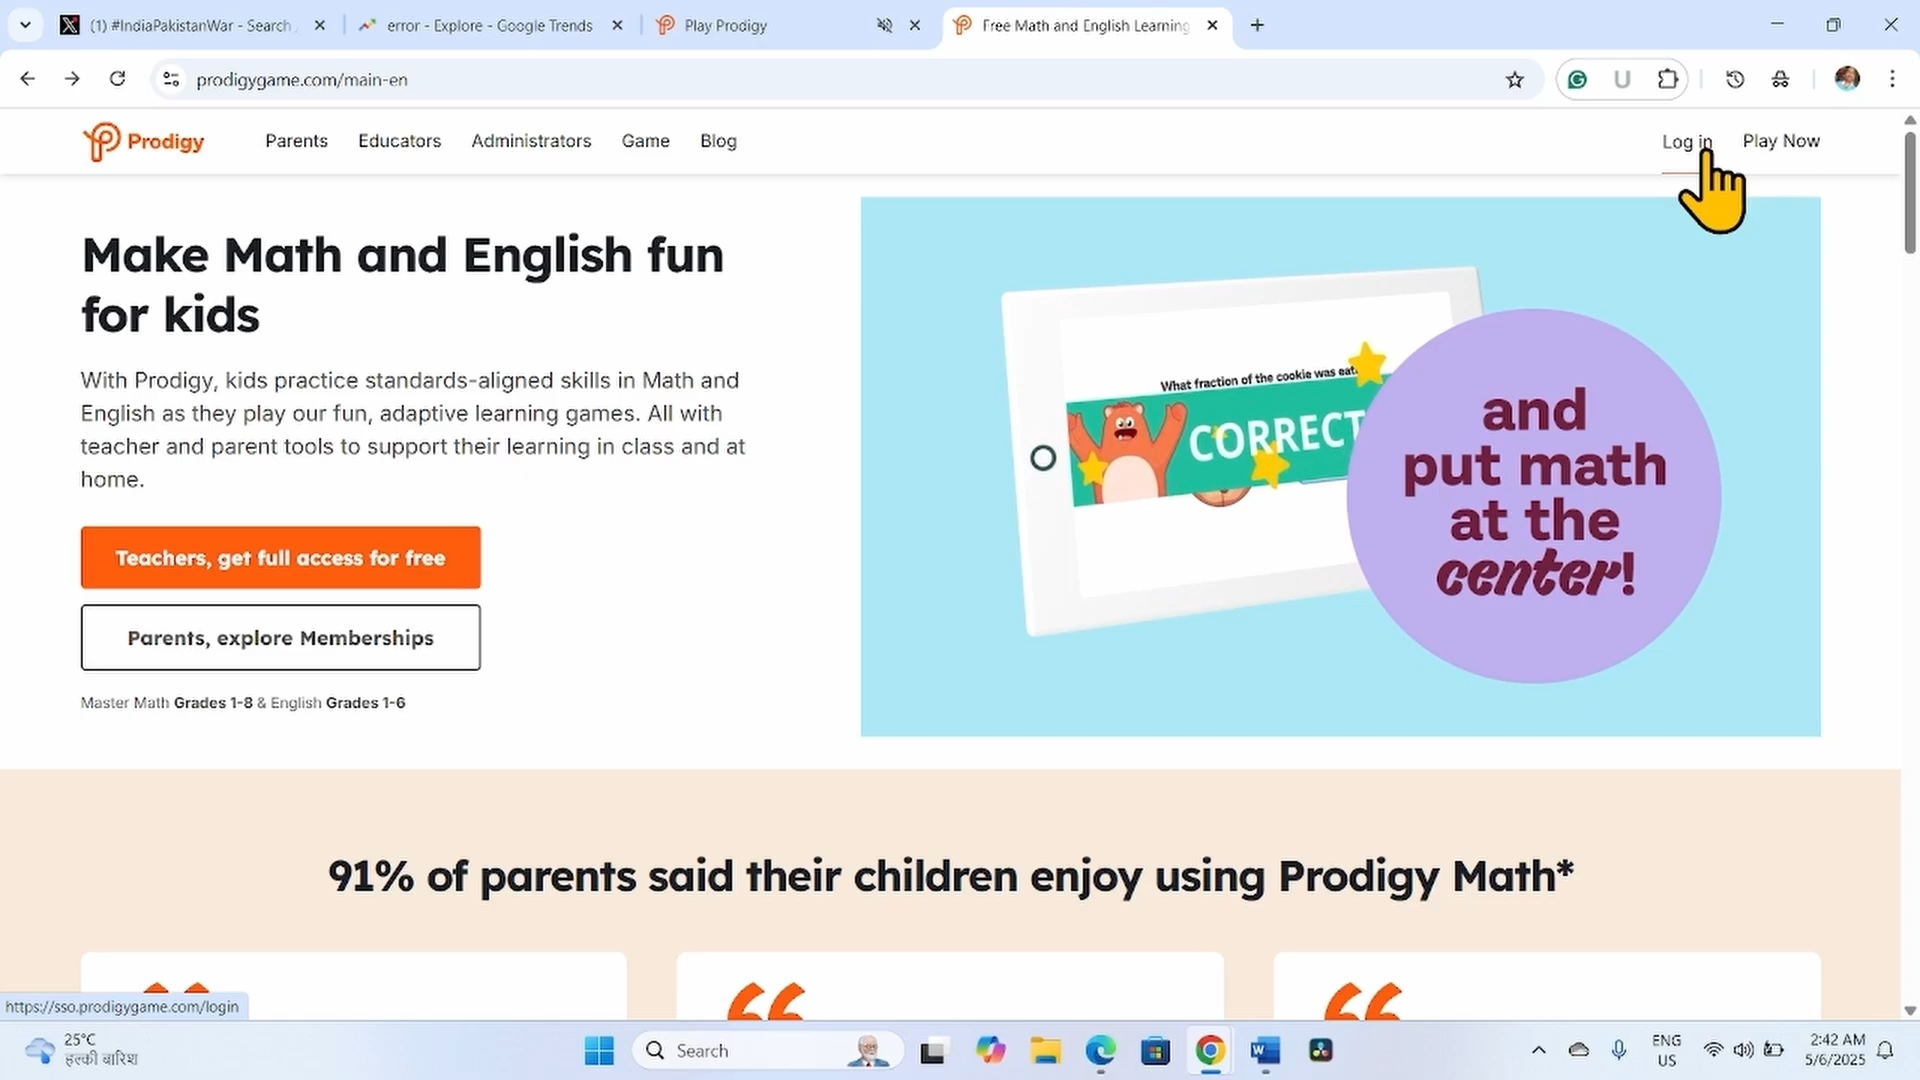 (1) #IndiaPakistanWar - Search
error - Explore - Google Trends
Play Prodigy
Free Math and English Learning
prodigygame.com/main-en
Prodigy
Parents
Educators
Administrators
Game
Blog
Log in
Play Now
Make Math and English fun
for kids
With Prodigy, kids practice standards-aligned skills in Math and
English as they play our fun, adaptive learning games. All with
teacher and parent tools to support their learning in class and at
home.
Teachers, get full access for free
Parents, explore Memberships
Master Math Grades 1-8 & English Grades 1-6
What fraction of the cookie was
CORRECT
and
put math
at the
center!
91% of parents said their children enjoy using Prodigy Math*
https://sso.prodigygame.com/login
25°C
हल्की बारिश
Search
ENG
US
2:42 AM
5/6/2025